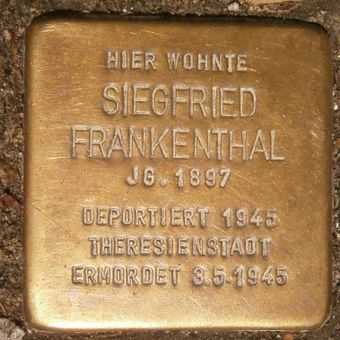 HIER WOHNTE
SIEGFRIED
FRANKENTHAL
JG. 1897
DEPORTIERT 1945
THERESIENSTADT
ERMORDET 3.5.1945